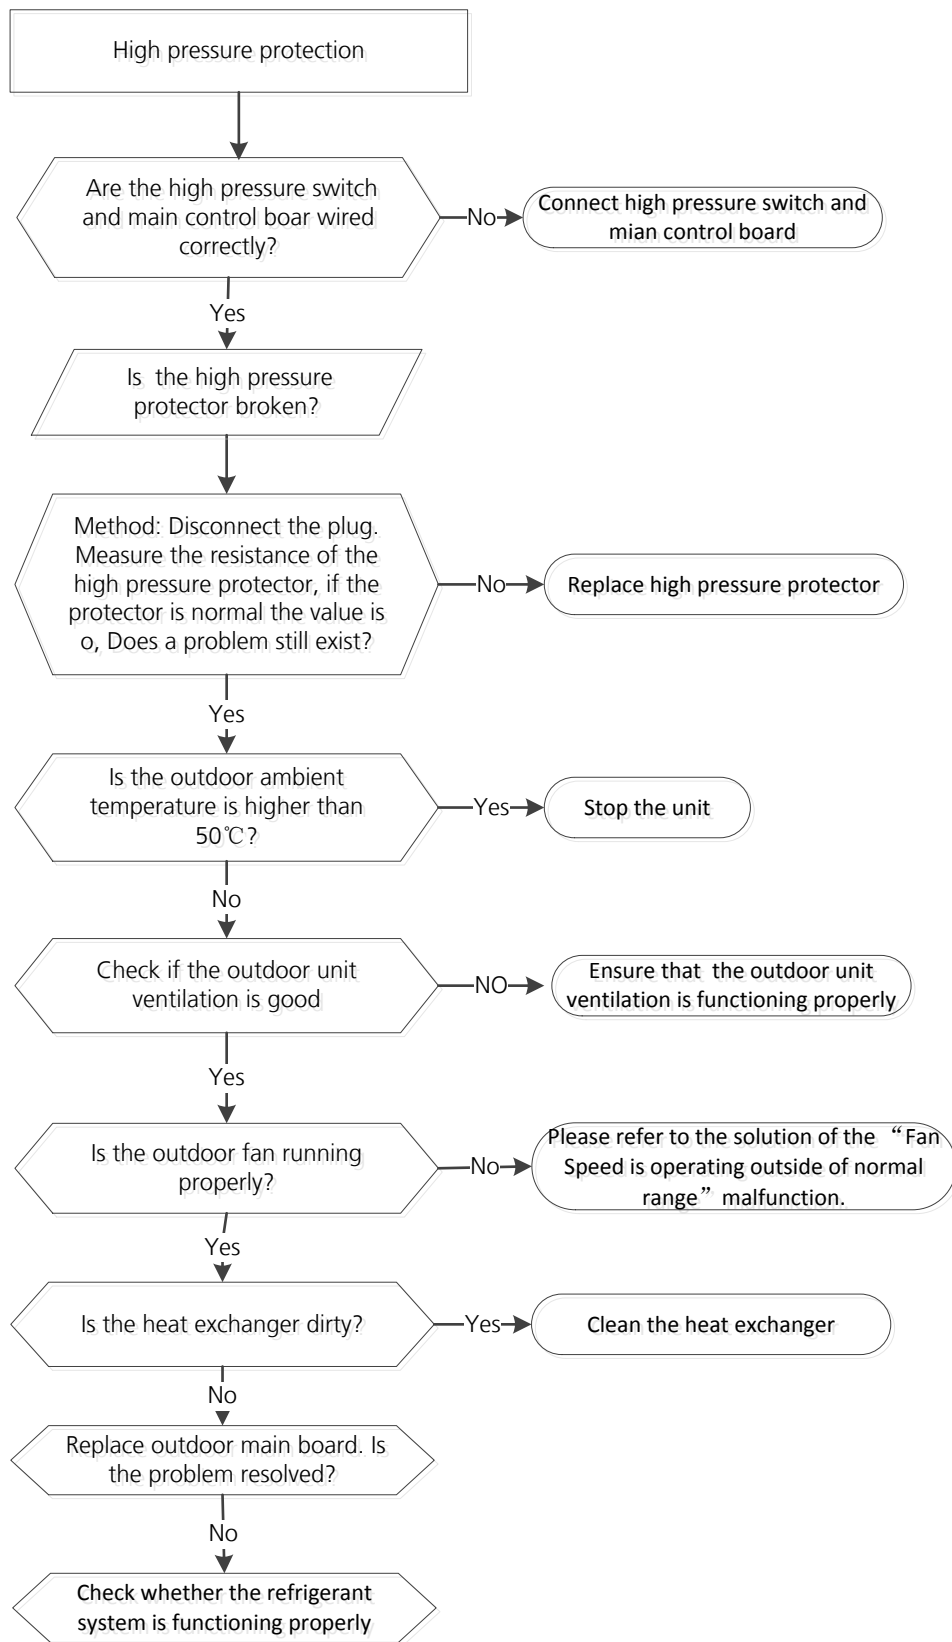 High pressure protection
Are the high pressure switch
and main control boar wired
correctly?
No
Connect high pressure switch and
mian control board
Yes
Is the high pressure
protector broken?
Method: Disconnect the plug.
Measure the resistance of the
high pressure protector, if the
protector is normal the value is
o, Does a problem still exist?
No
Replace high pressure protector
Yes
Is the outdoor ambient
temperature is higher than
50℃?
Yes
Stop the unit
No
Check if the outdoor unit
ventilation is good
NO
Ensure that the outdoor unit
ventilation is functioning properly
Yes
Is the outdoor fan running
properly?
No
Please refer to the solution of the “Fan
Speed is operating outside of normal
range” malfunction.
Yes
Is the heat exchanger dirty?
Yes
Clean the heat exchanger
No
Replace outdoor main board. Is
the problem resolved?
No
Check whether the refrigerant
system is functioning properly